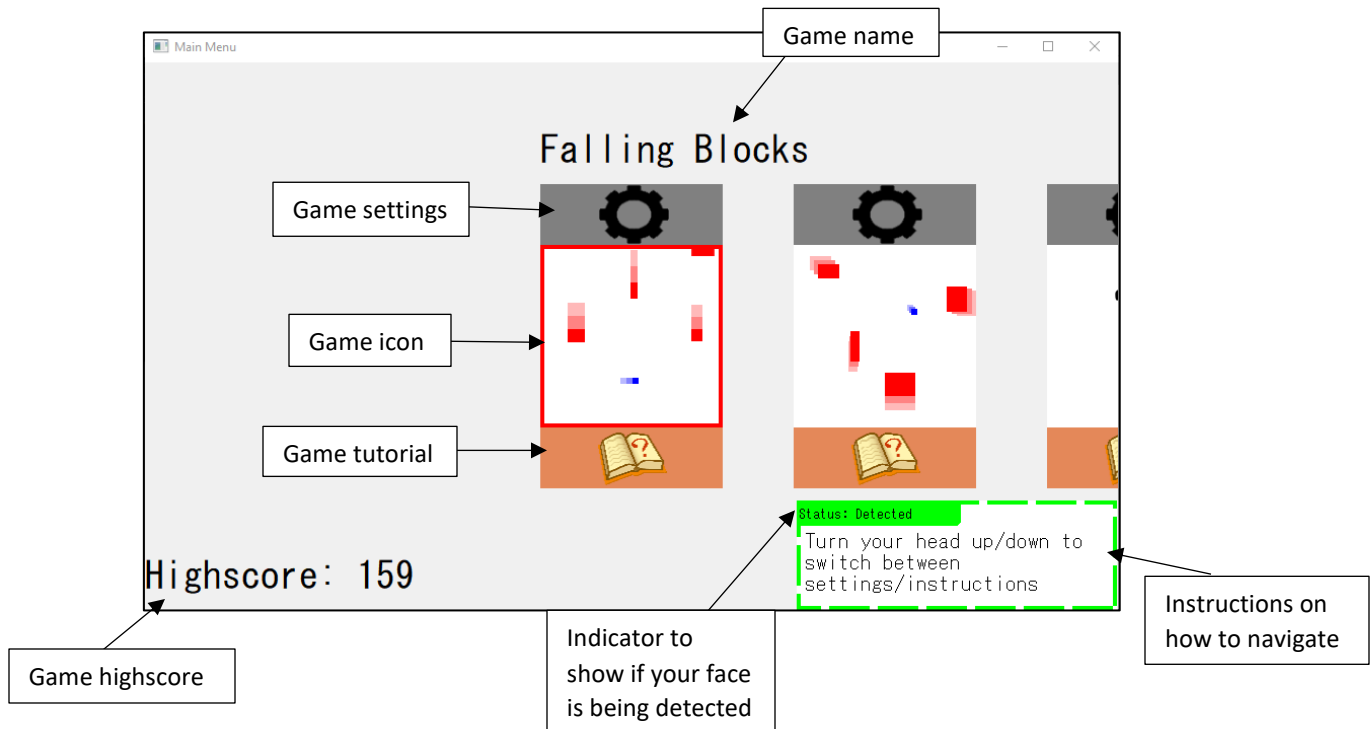 Game name
Main Menu
Falling Blocks
Game settings
Game icon
Game tutorial
Status: Detected
Turn your head up/down to
switch between
settings/instructions
Highscore: 159
Instructions on
how to navigate
Indicator to
show if your face
is being detected
Game highscore
?
?